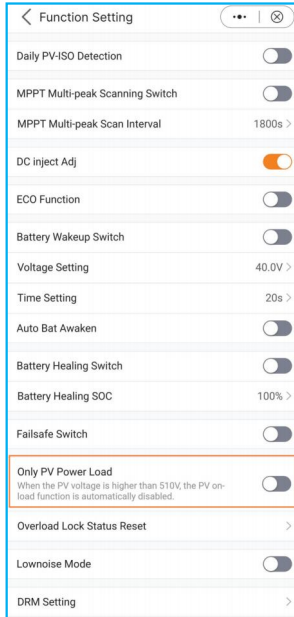 Function Setting
Daily PV-ISO Detection
MPPT Multi-peak Scanning Switch
MPPT Multi-peak Scan Interval 1800s >
DC inject Adj
ECO Function
Battery Wakeup Switch
Voltage Setting 40.0V >
Time Setting 20s >
Auto Bat Awaken
Battery Healing Switch
Battery Healing SOC 100% >
Failsafe Switch
Only PV Power Load
When the PV voltage is higher than 510V, the PV on-
load function is automatically disabled.
Overload Lock Status Reset >
Lownoise Mode
DRM Setting >